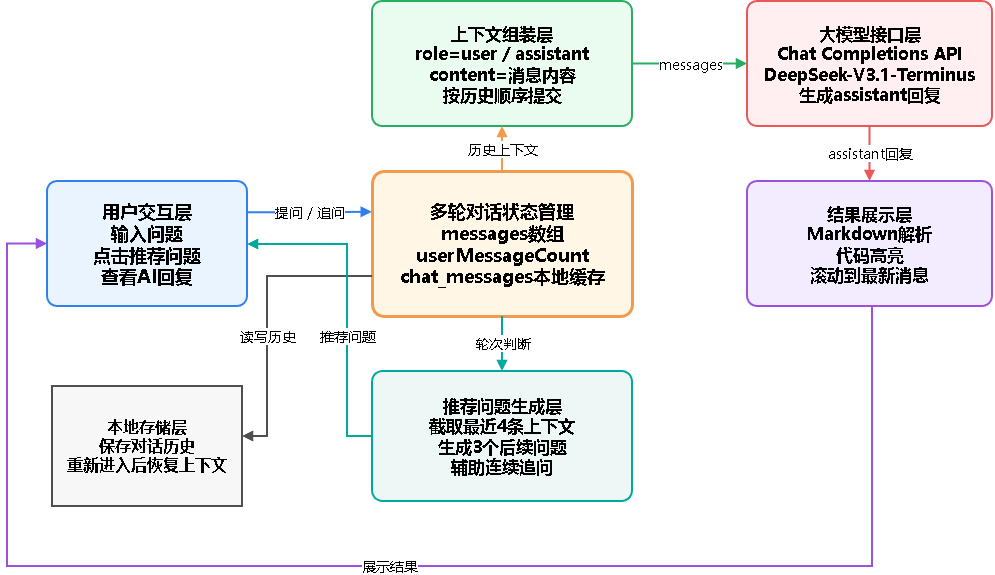 上下文组装层
role=user / assistant
content=消息内容
按历史顺序提交
messages
大模型接口层
Chat Completions API
DeepSeek-V3.1-Terminus
生成assistant回复
历史上下文
assistant回复
用户交互层
输入问题
点击推荐问题
查看AI回复
提问 / 追问
多轮对话状态管理
messages数组
userMessageCount
chat_messages本地缓存
结果展示层
Markdown解析
代码高亮
滚动到最新消息
读写历史
推荐问题
轮次判断
本地存储层
保存对话历史
重新进入后恢复上下文
推荐问题生成层
截取最近4条上下文
生成3个后续问题
辅助连续追问
展示结果